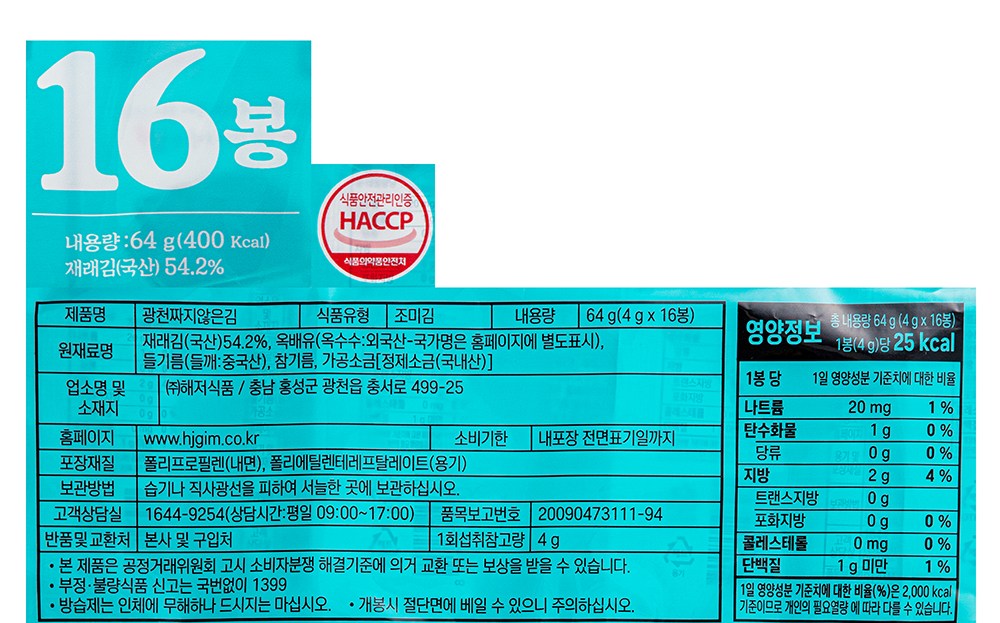 16봉
내용량 :64 g(400 Kcal)
재래김(국산) 54.2%
식품안전관리인증
HACCP
식품의약품안전처
제품명 광천짜지않은김 식품유형 조미김 내용량 64 g(4 g x 16봉)
원재료명 재래김(국산)54.2%, 옥배유(옥수수:외국산-국가명은 홈페이지에 별도표시),
들기름(들깨:중국산), 참기름, 가공소금[정제소금(국내산)]
업소명 및 소재지 ㈜해저식품 / 충남 홍성군 광천읍 충서로 499-25
홈페이지 www.hjgim.co.kr 소비기한 내포장 전면표기일까지
포장재질 폴리프로필렌(내면), 폴리에틸렌테레프탈레이트(용기)
보관방법 습기나 직사광선을 피하여 서늘한 곳에 보관하십시오.
고객상담실 1644-9254(상담시간:평일 09:00~17:00) 품목보고번호 20090473111-94
반품및교환처 본사 및 구입처 1회섭취참고량 4 g
• 본 제품은 공정거래위원회 고시 소비자분쟁 해결기준에 의거 교환 또는 보상을 받을 수 있습니다.
• 부정·불량식품 신고는 국번없이 1399
• 방습제는 인체에 무해하나 드시지는 마십시오. • 개봉시 절단면에 베일 수 있으니 주의하십시오.
영양정보 총 내용량 64 g (4 g x 16봉)
1봉(4 g)당 25 kcal
1봉 당 1일 영양성분 기준치에 대한 비율
나트륨 20 mg 1 %
탄수화물 1 g 0 %
당류 0 g 0 %
지방 2 g 4 %
트랜스지방 0 g
포화지방 0 g 0 %
콜레스테롤 0 mg 0 %
단백질 1 g 미만 1 %
1일 영양성분 기준치에 대한 비율(%)은 2,000 kcal
기준이므로 개인의 필요열량에 따라 다를 수 있습니다.